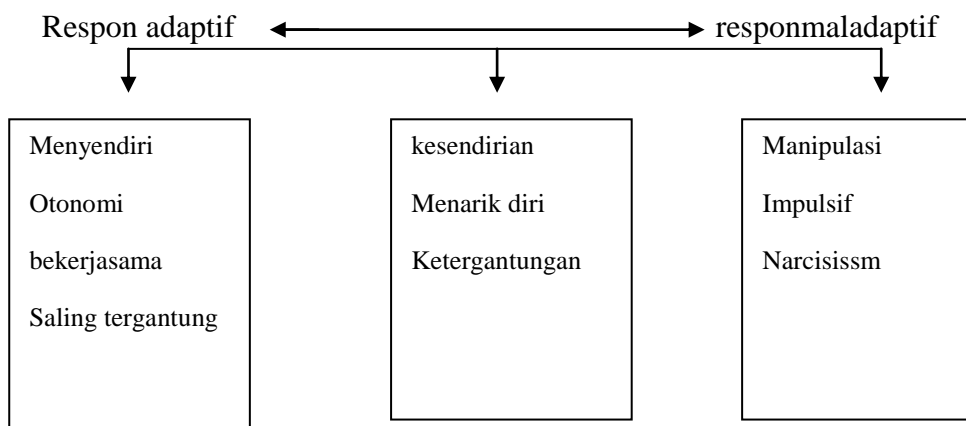 Respon adaptif responmaladaptif
Menyendiri
Otonomi
bekerjasama
Saling tergantung
kesendirian
Menarik diri
Ketergantungan
Manipulasi
Impulsif
Narcisissm